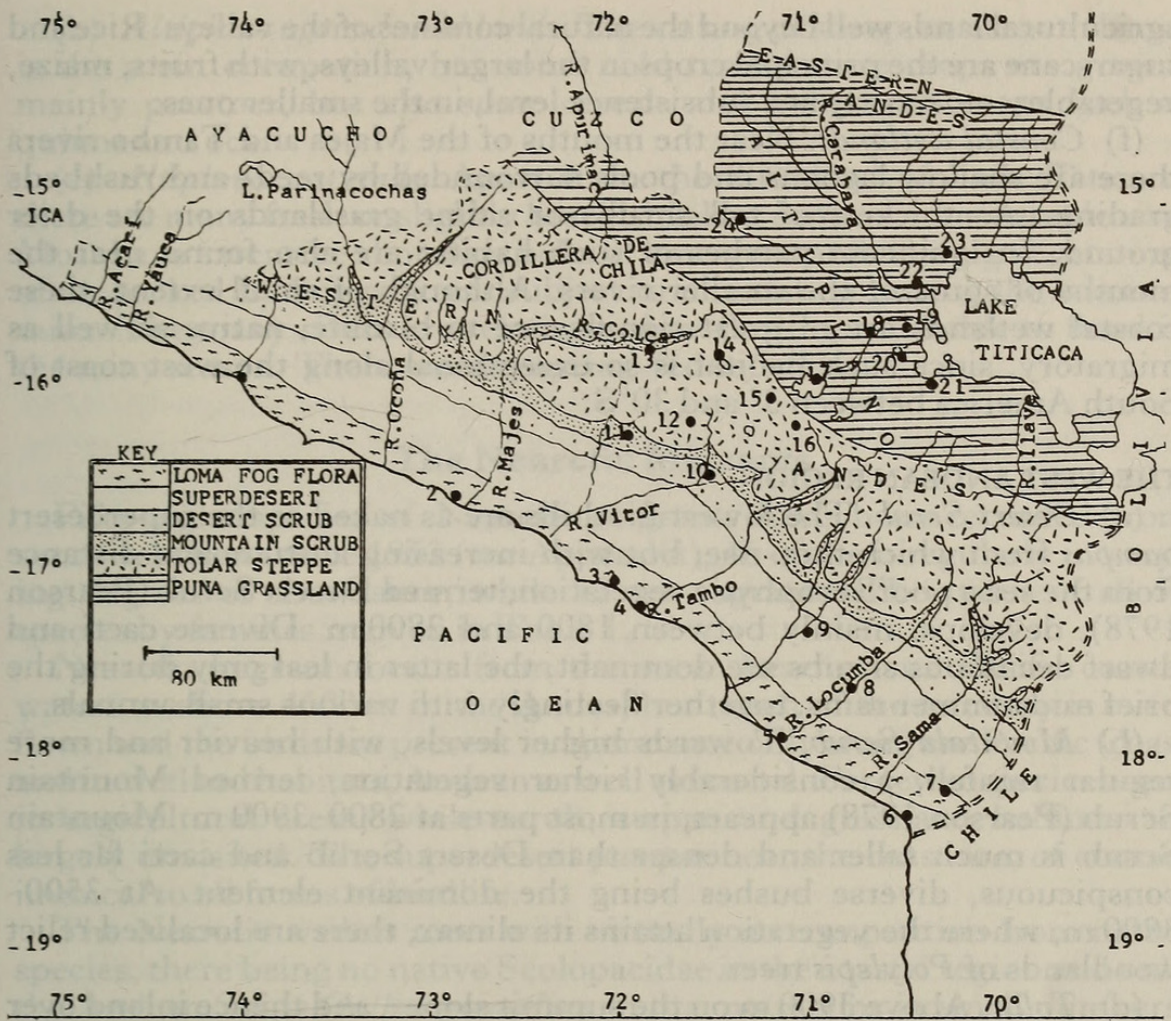 75° 74° 73° 72° 71° 70°
EASTERN
ANDES
AYACUCHO
CUZCO
R. Apurimac
Carabaya
15°
15°
ICA
L. Parinacochas
R. Acari
R. Yauca
24
23
22
CORDILLERA DE
CHILA
WESTERN
ALTIPLANO
LAKE
TITICACA
R. Colca
13
14
18
19
20
17
21
16°
16°
1
15
R. Ocona
12
16
11
R. Majes
10
ANDES
R. Ilave
BOLIVIA
KEY
LOMA FOG FLORA
SUPERDESERT
DESERT SCRUB
MOUNTAIN SCRUB
TOLAR STEPPE
PUNA GRASSLAND
80 km
2
R. Vitor
17°
17°
3
4
R. Tambo
9
PACIFIC
OCEAN
R. Locumba
8
5
R. Sama
18°
18°
7
6
CHILE
19°
19°
75° 74° 73° 72° 71° 70°